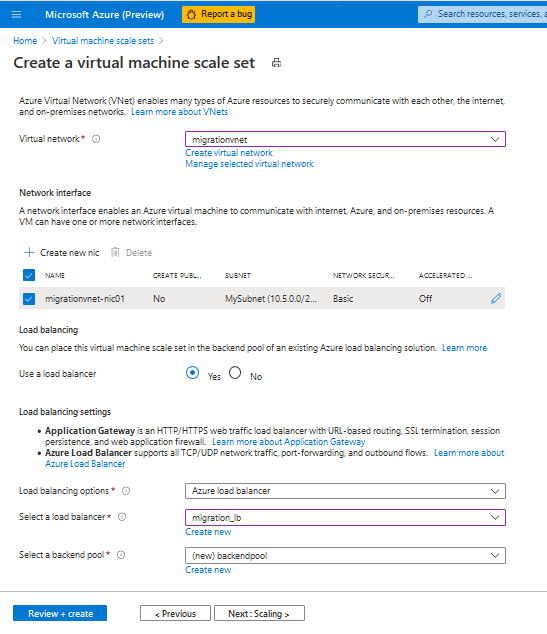 Microsoft Azure (Preview)
Report a bug
Search resources, services, a
Home > Virtual machine scale sets >
Create a virtual machine scale set
Azure Virtual Network (VNet) enables many types of Azure resources to securely communicate with each other, the internet,
and on-premises networks. Learn more about VNets
Virtual network *
migrationvnet
Create virtual network
Manage selected virtual network
Network interface
A network interface enables an Azure virtual machine to communicate with internet, Azure, and on-premises resources. A
VM can have one or more network interfaces.
Create new nic
Delete
NAME CREATE PUBL... SUBNET NETWORK SECUR... ACCELERATED ...
migrationvnet-nic01 No MySubnet (10.5.0.0/2... Basic Off
Load balancing
You can place this virtual machine scale set in the backend pool of an existing Azure load balancing solution. Learn more
Use a load balancer
Yes
No
Load balancing settings
• Application Gateway is an HTTP/HTTPS web traffic load balancer with URL-based routing, SSL termination, session
persistence, and web application firewall. Learn more about Application Gateway
• Azure Load Balancer supports all TCP/UDP network traffic, port-forwarding, and outbound flows. Learn more about
Azure Load Balancer
Load balancing options *
Azure load balancer
Select a load balancer *
migration_lb
Create new
Select a backend pool *
(new) backendpool
Create new
Review + create
< Previous
Next : Scaling >